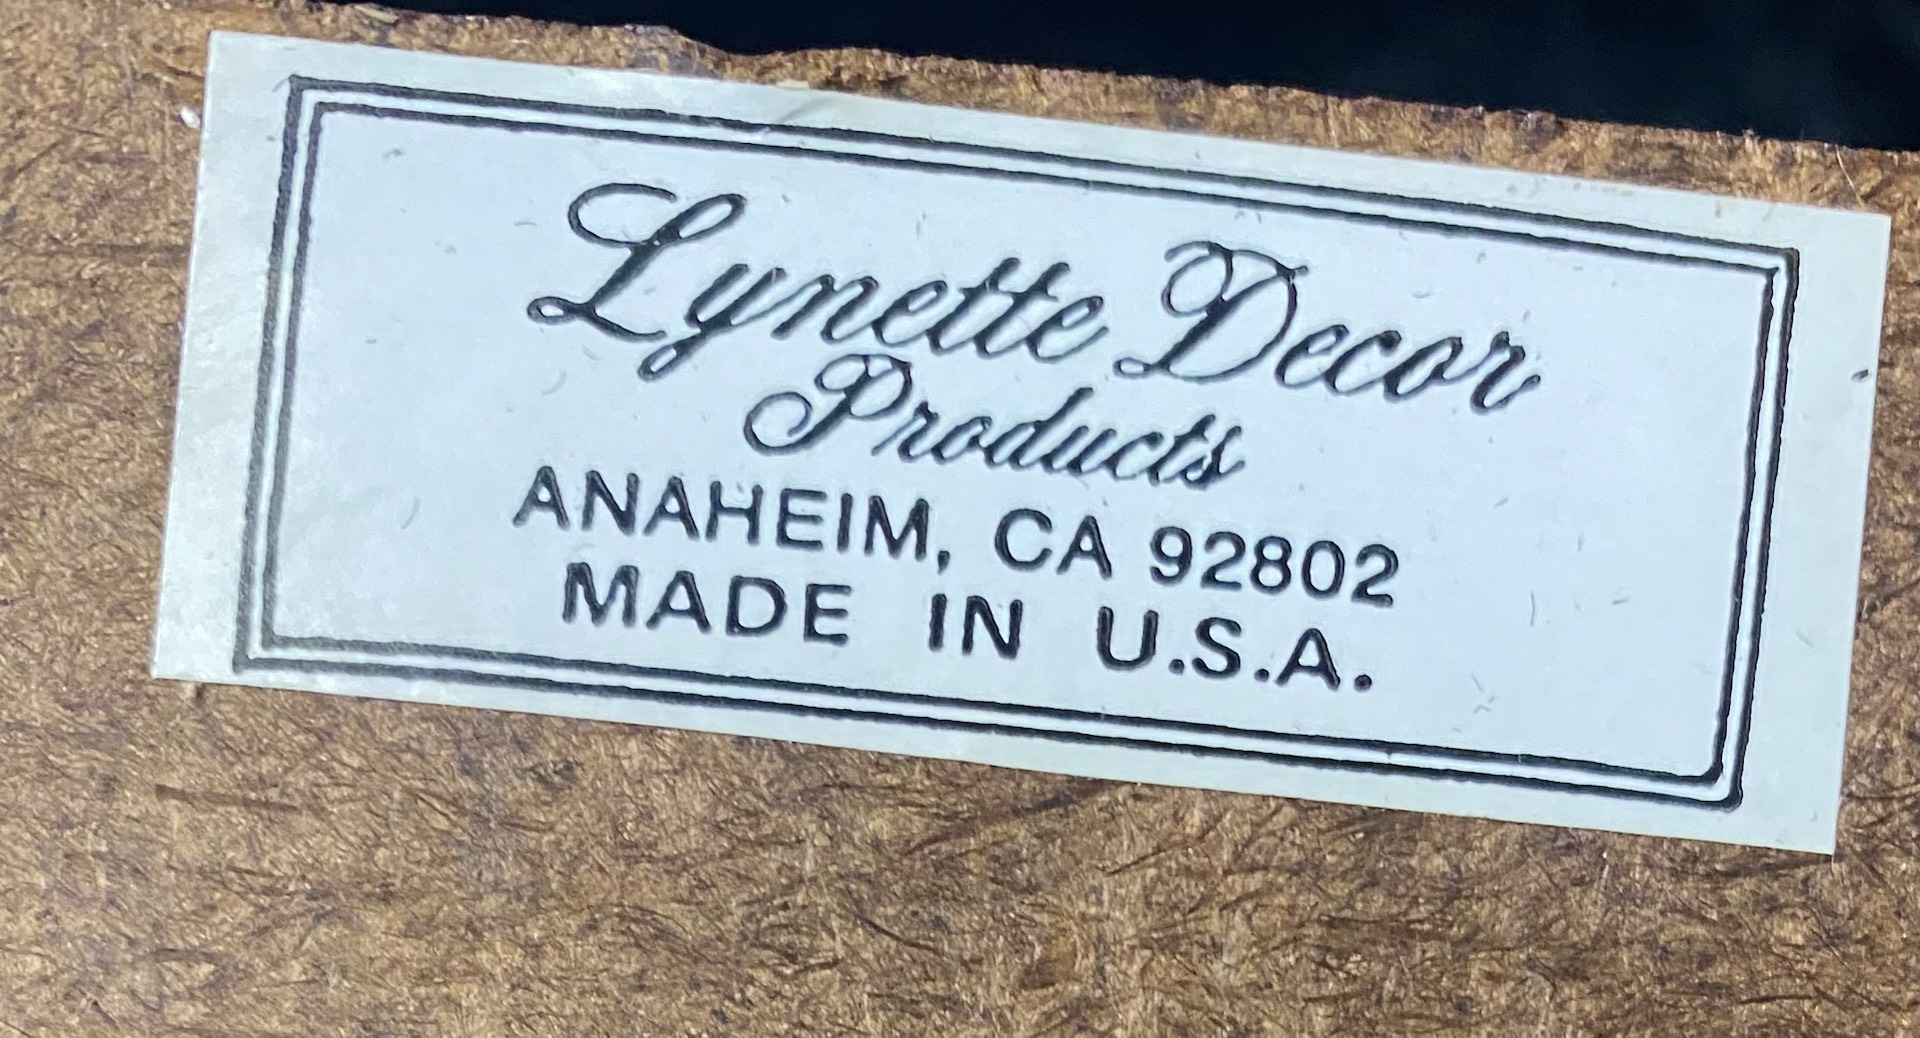 Lynette Decor
Products
ANAHEIM, CA 92802
MADE IN U.S.A.